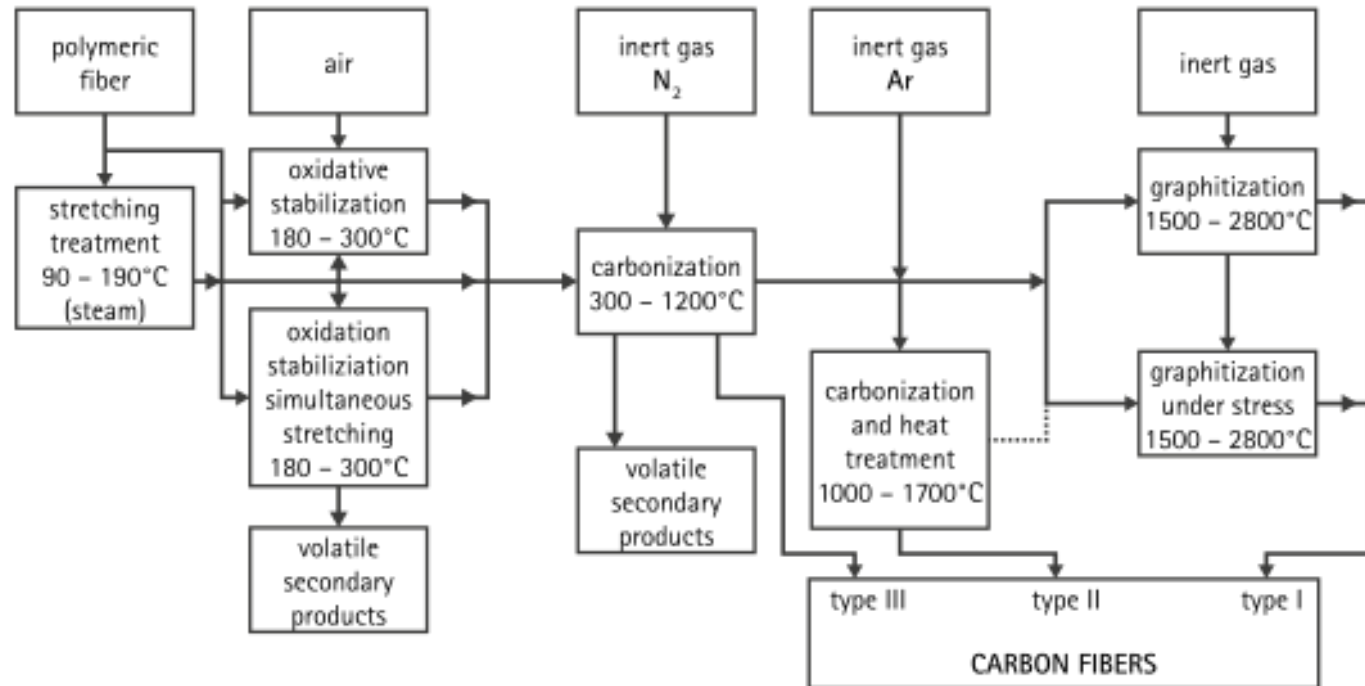 polymeric
fiber
air
inert gas
N₂
inert gas
Ar
inert gas
stretching
treatment
90 – 190°C
(steam)
oxidative
stabilization
180 – 300°C
oxidation
stabiliziation
simultaneous
stretching
180 – 300°C
volatile
secondary
products
carbonization
300 – 1200°C
volatile
secondary
products
carbonization
and heat
treatment
1000 – 1700°C
graphitization
1500 – 2800°C
graphitization
under stress
1500 – 2800°C
type III type II type I
CARBON FIBERS